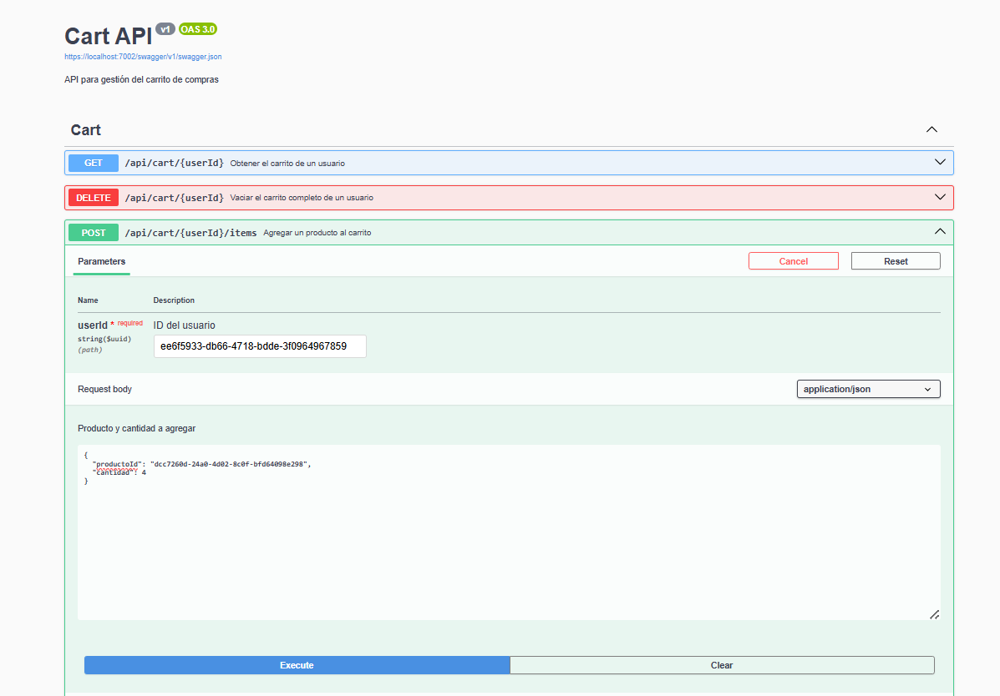 Cart API v1 OAS 3.0
https://localhost:7002/swagger/v1/swagger.json
API para gestión del carrito de compras
Cart
GET /api/cart/{userId} Obtener el carrito de un usuario
DELETE /api/cart/{userId} Vaciar el carrito completo de un usuario
POST /api/cart/{userId}/items Agregar un producto al carrito
Parameters Cancel Reset
Name Description
userId * required ID del usuario
string($uuid)
(path)
ee6f5933-db66-4718-bdde-3f0964967859
Request body application/json
Producto y cantidad a agregar
{
"productoId": "dcc7260d-24a0-4d02-8c0f-bfd64098e298",
"cantidad": 4
}
Execute Clear